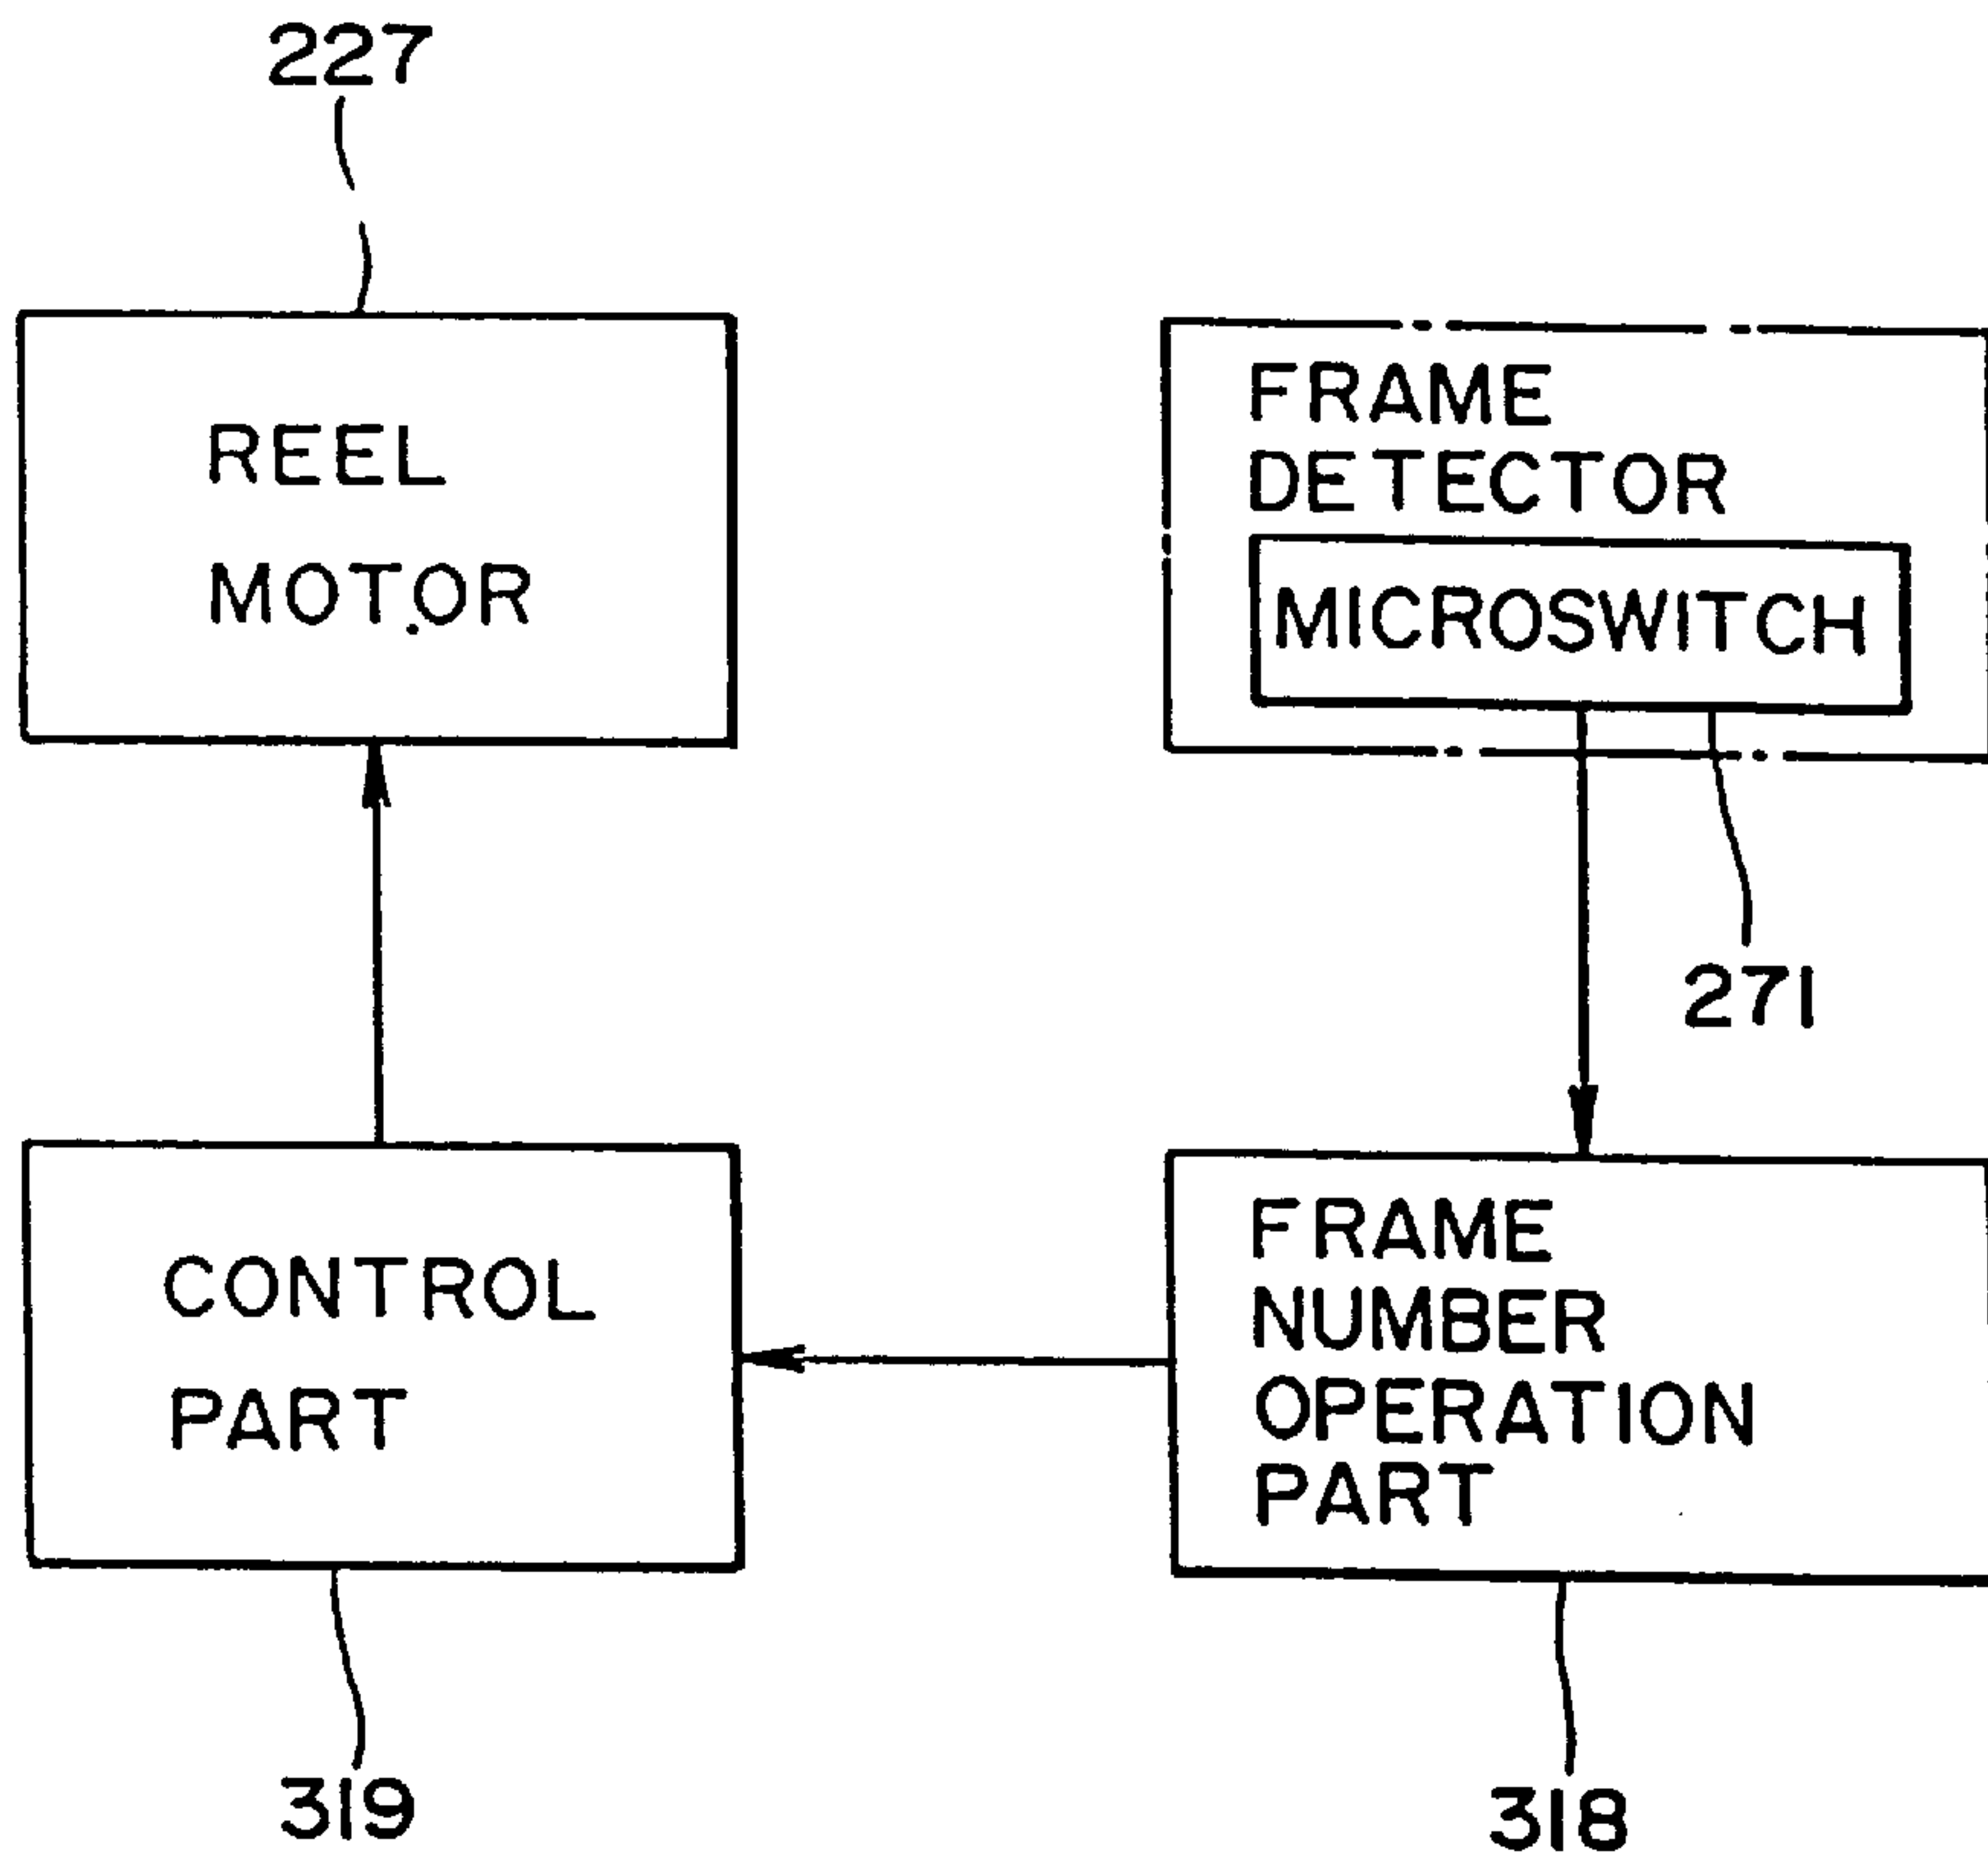 227
REEL
MOTOR
FRAME
DETECTOR
MICROSWITCH
271
CONTROL
PART
FRAME
NUMBER
OPERATION
PART
319
318